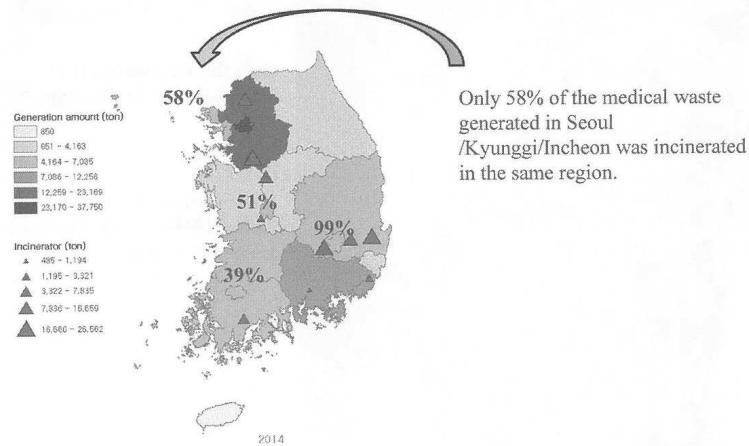 58%
Only 58% of the medical waste
generated in Seoul
/Kyunggi/Incheon was incinerated
in the same region.
Generation amount (ton)
850
851 - 4,163
4,164 - 7,085
7,086 - 12,258
12,259 - 23,169
23,170 - 37,750
51%
99%
39%
Incinerator (ton)
485 - 1,194
1,195 - 3,321
3,322 - 7,835
7,836 - 16,659
16,660 - 26,562
2014